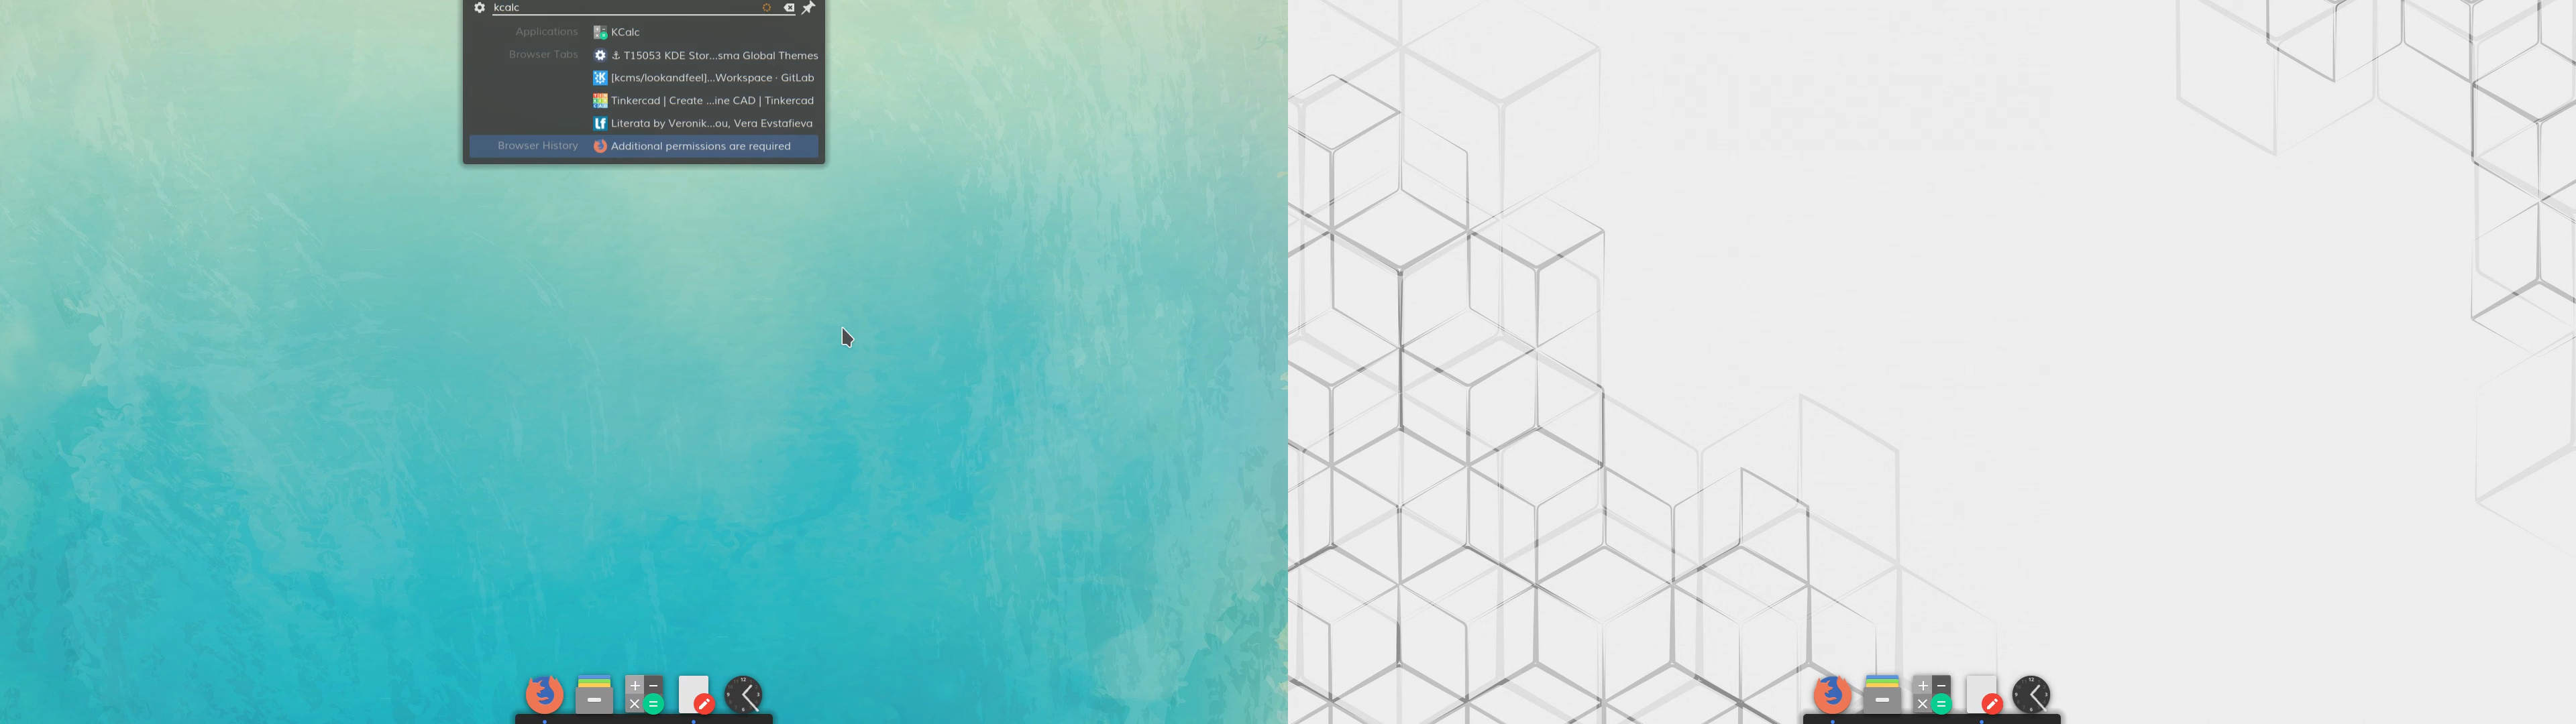 kcalc
Applications KCalc
Browser Tabs ⚓ T15053 KDE Stor...sma Global Themes
[kcms/lookandfeel]...Workspace · GitLab
Tinkercad | Create ...ine CAD | Tinkercad
Literata by Veronik...ou, Vera Evstafieva
Browser History Additional permissions are required